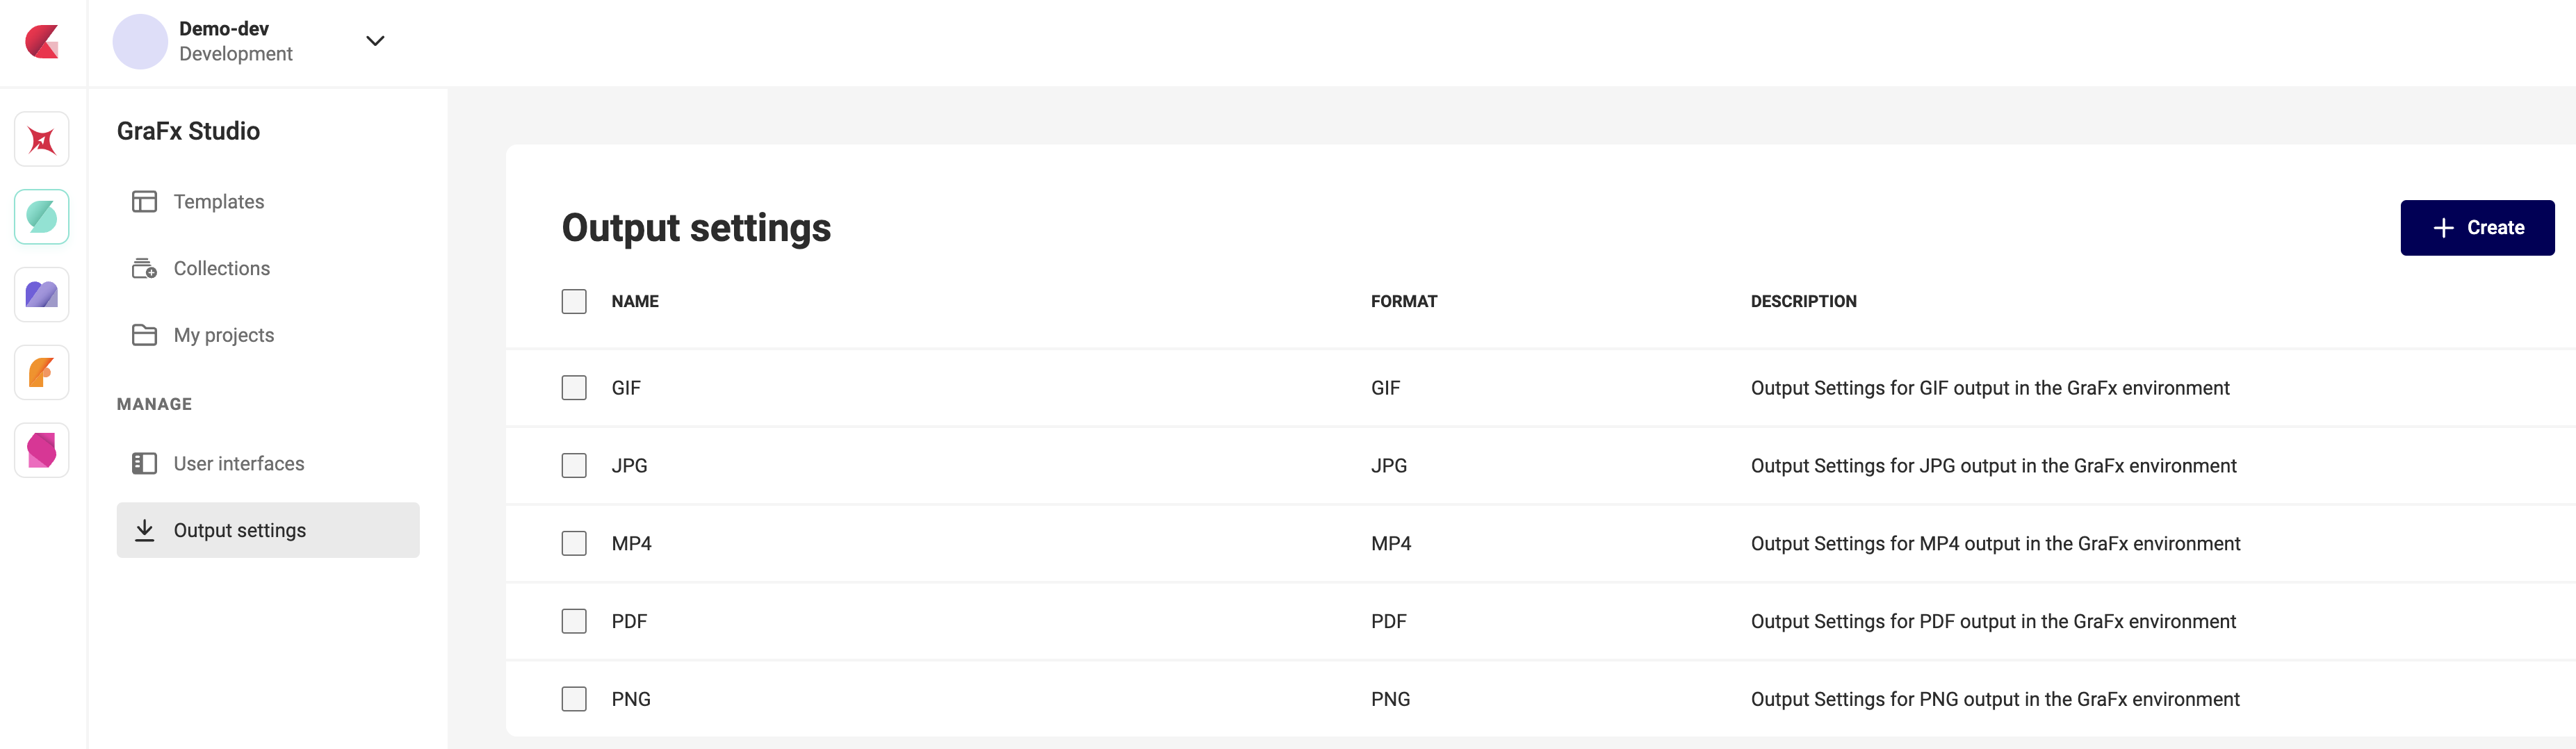 Demo-dev
Development
GraFx Studio
Templates
Collections
My projects
MANAGE
User interfaces
Output settings
Output settings
Create
NAME FORMAT DESCRIPTION
GIF GIF Output Settings for GIF output in the GraFx environment
JPG JPG Output Settings for JPG output in the GraFx environment
MP4 MP4 Output Settings for MP4 output in the GraFx environment
PDF PDF Output Settings for PDF output in the GraFx environment
PNG PNG Output Settings for PNG output in the GraFx environment